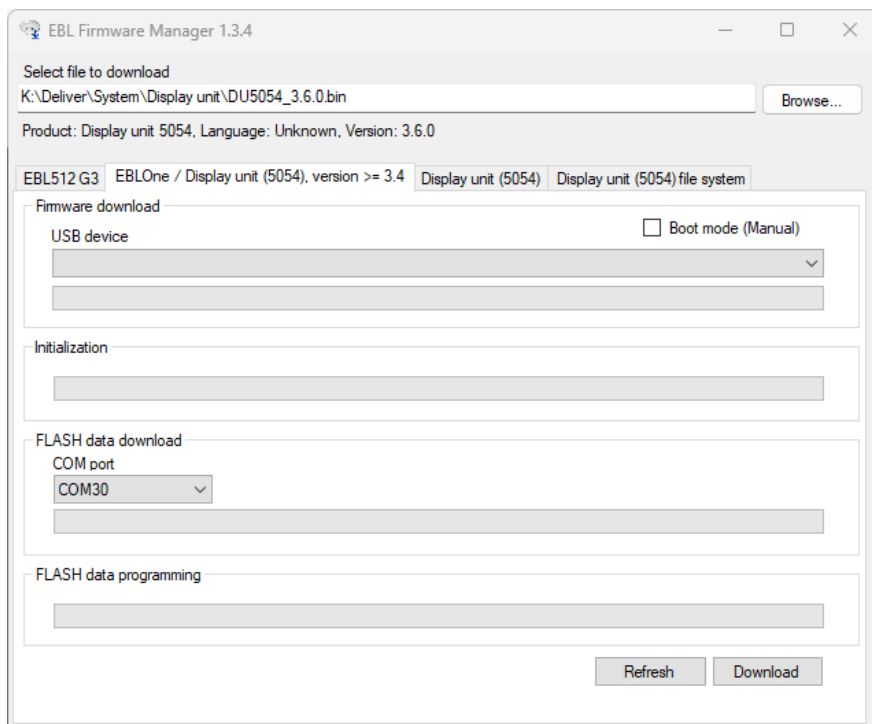 EBL Firmware Manager 1.3.4
Select file to download
K:\Deliver\System\Display unit\DU5054_3.6.0.bin
Browse...
Product: Display unit 5054, Language: Unknown, Version: 3.6.0
EBL512 G3 EBLOne / Display unit (5054), version >= 3.4 Display unit (5054) Display unit (5054) file system
Firmware download
USB device
Boot mode (Manual)
Initialization
FLASH data download
COM port
COM30
FLASH data programming
Refresh Download